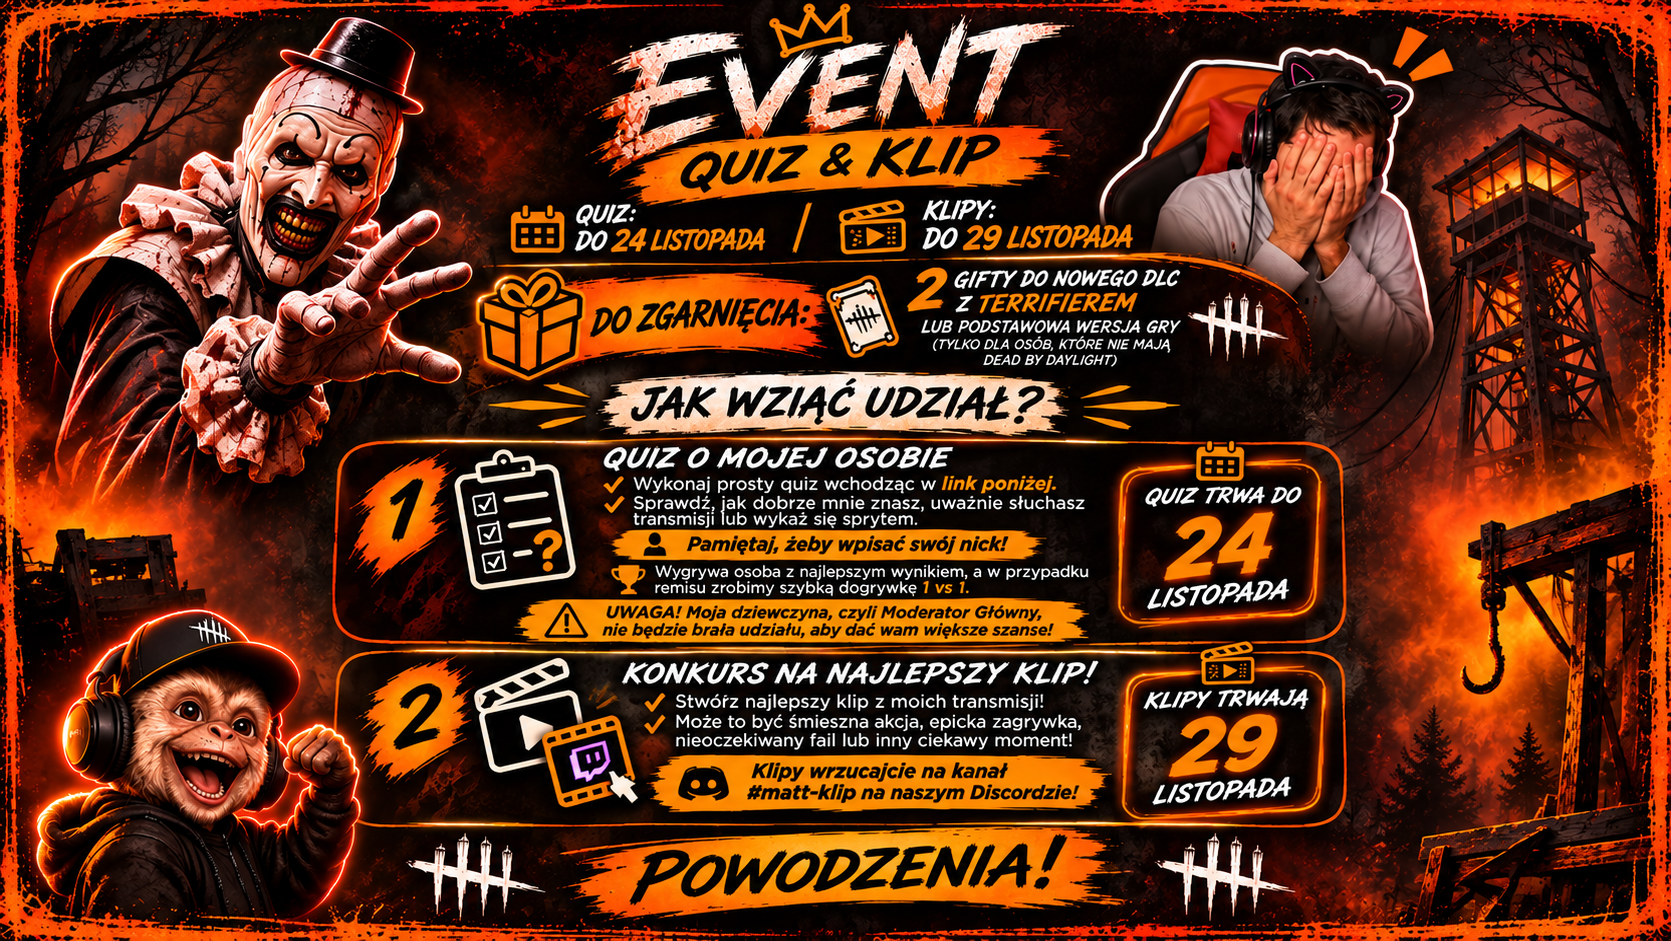 EVENT
QUIZ & KLIP
QUIZ:
DO 24 LISTOPADA
KLIPY:
DO 29 LISTOPADA
DO ZGARNIĘCIA:
2 GIFTY DO NOWEGO DLC
Z TERRIFIEREM
LUB PODSTAWOWA WERSJA GRY
(TYLKO DLA OSÓB, KTÓRE NIE MAJĄ
DEAD BY DAYLIGHT)
JAK WZIĄĆ UDZIAŁ?
1
QUIZ O MOJEJ OSOBIE
Wykonaj prosty quiz wchodząc w link poniżej.
Sprawdź, jak dobrze mnie znasz, uważnie słuchasz
transmisji lub wykaż się sprytem.
Pamiętaj, żeby wpisać swój nick!
Wygrywa osoba z najlepszym wynikiem, a w przypadku
remisu zrobimy szybką dogrywkę 1 vs 1.
UWAGA! Moja dziewczyna, czyli Moderator Główny,
nie będzie brała udziału, aby dać wam większe szanse!
QUIZ TRWA DO
24
LISTOPADA
2
KONKURS NA NAJLEPSZY KLIP!
Stwórz najlepszy klip z moich transmisji!
Może to być śmieszna akcja, epicka zagrywka,
nieoczekiwany fail lub inny ciekawy moment!
Klipy wrzucajcie na kanał
#matt-klip na naszym Discordzie!
KLIPY TRWAJĄ
29
LISTOPADA
POWODZENIA!